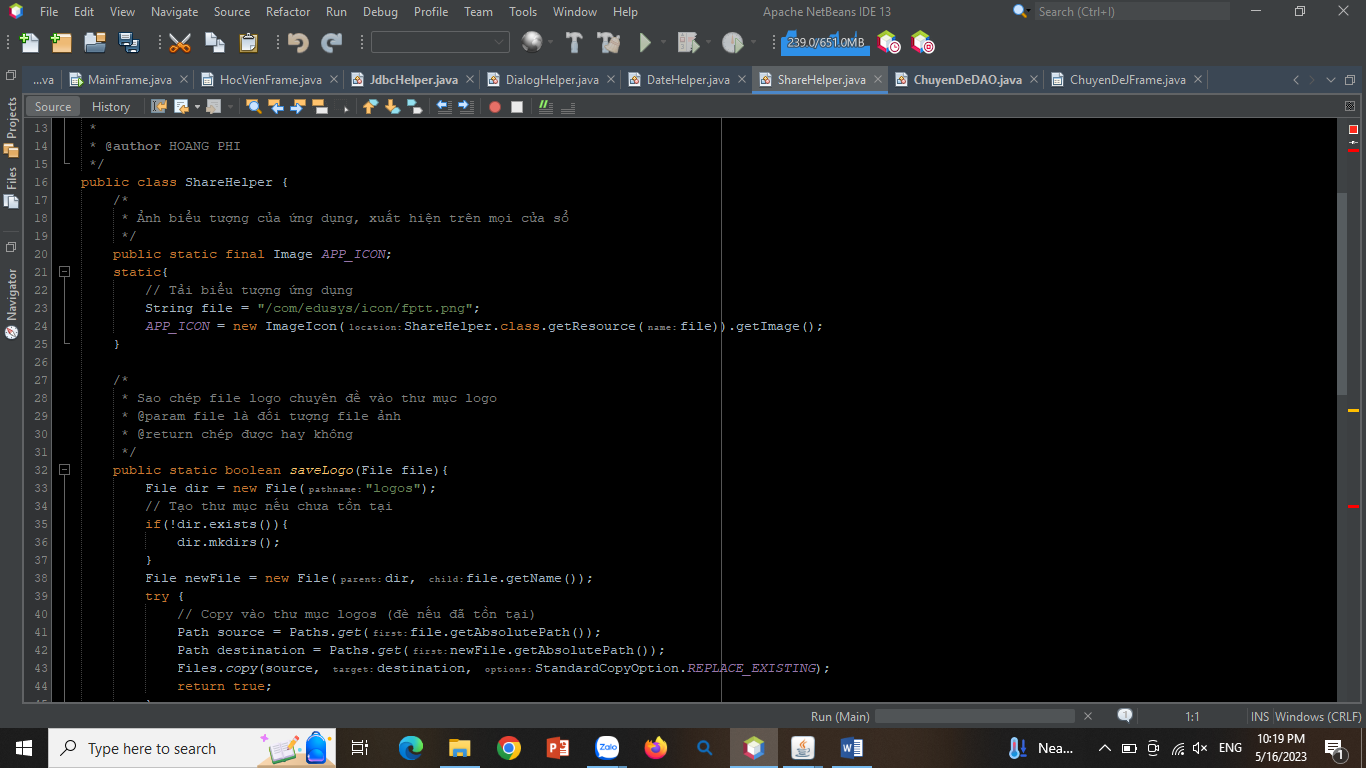 File Edit View Navigate Source Refactor Run Debug Profile Team Tools Window Help Apache NetBeans IDE 13 Search (Ctrl+I)
239.0/651.0MB
...va MainFrame.java HocVienFrame.java JdbcHelper.java DialogHelper.java DateHelper.java ShareHelper.java ChuyenDeDAO.java ChuyenDeJFrame.java
Source History
Projects
Files
Navigator
13 *
14 * @author HOANG PHI
15 */
16 public class ShareHelper {
17 /*
18 * Ảnh biểu tượng của ứng dụng, xuất hiện trên mọi cửa sổ
19 */
20 public static final Image APP_ICON;
21 static{
22 // Tải biểu tượng ứng dụng
23 String file = "/com/edusys/icon/fptt.png";
24 APP_ICON = new ImageIcon(location:ShareHelper.class.getResource(name:file)).getImage();
25 }
26
27 /*
28 * Sao chép file logo chuyên đề vào thư mục logo
29 * @param file là đối tượng file ảnh
30 * @return chép được hay không
31 */
32 public static boolean saveLogo(File file){
33 File dir = new File(pathname:"logos");
34 // Tạo thư mục nếu chưa tồn tại
35 if(!dir.exists()){
36 dir.mkdirs();
37 }
38 File newFile = new File(parent:dir, child:file.getName());
39 try {
40 // Copy vào thư mục logos (đè nếu đã tồn tại)
41 Path source = Paths.get(first:file.getAbsolutePath());
42 Path destination = Paths.get(first:newFile.getAbsolutePath());
43 Files.copy(source, target:destination, options:StandardCopyOption.REPLACE_EXISTING);
44 return true;
Run (Main) 1 1:1 INS Windows (CRLF)
Type here to search Zalo Nea... ENG 10:19 PM
5/16/2023 1